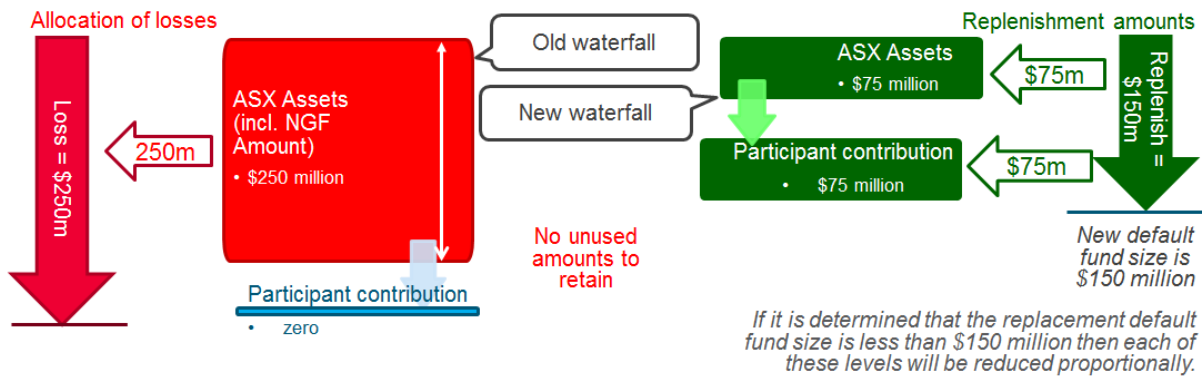 Allocation of losses
Loss = $250m
250m
ASX Assets
(incl. NGF
Amount)
• $250 million
Participant contribution
• zero
Old waterfall
New waterfall
No unused
amounts to
retain
Replenishment amounts
ASX Assets
• $75 million
$75m
Participant contribution
• $75 million
$75m
Replenish =
$150m
New default
fund size is
$150 million
If it is determined that the replacement default
fund size is less than $150 million then each of
these levels will be reduced proportionally.